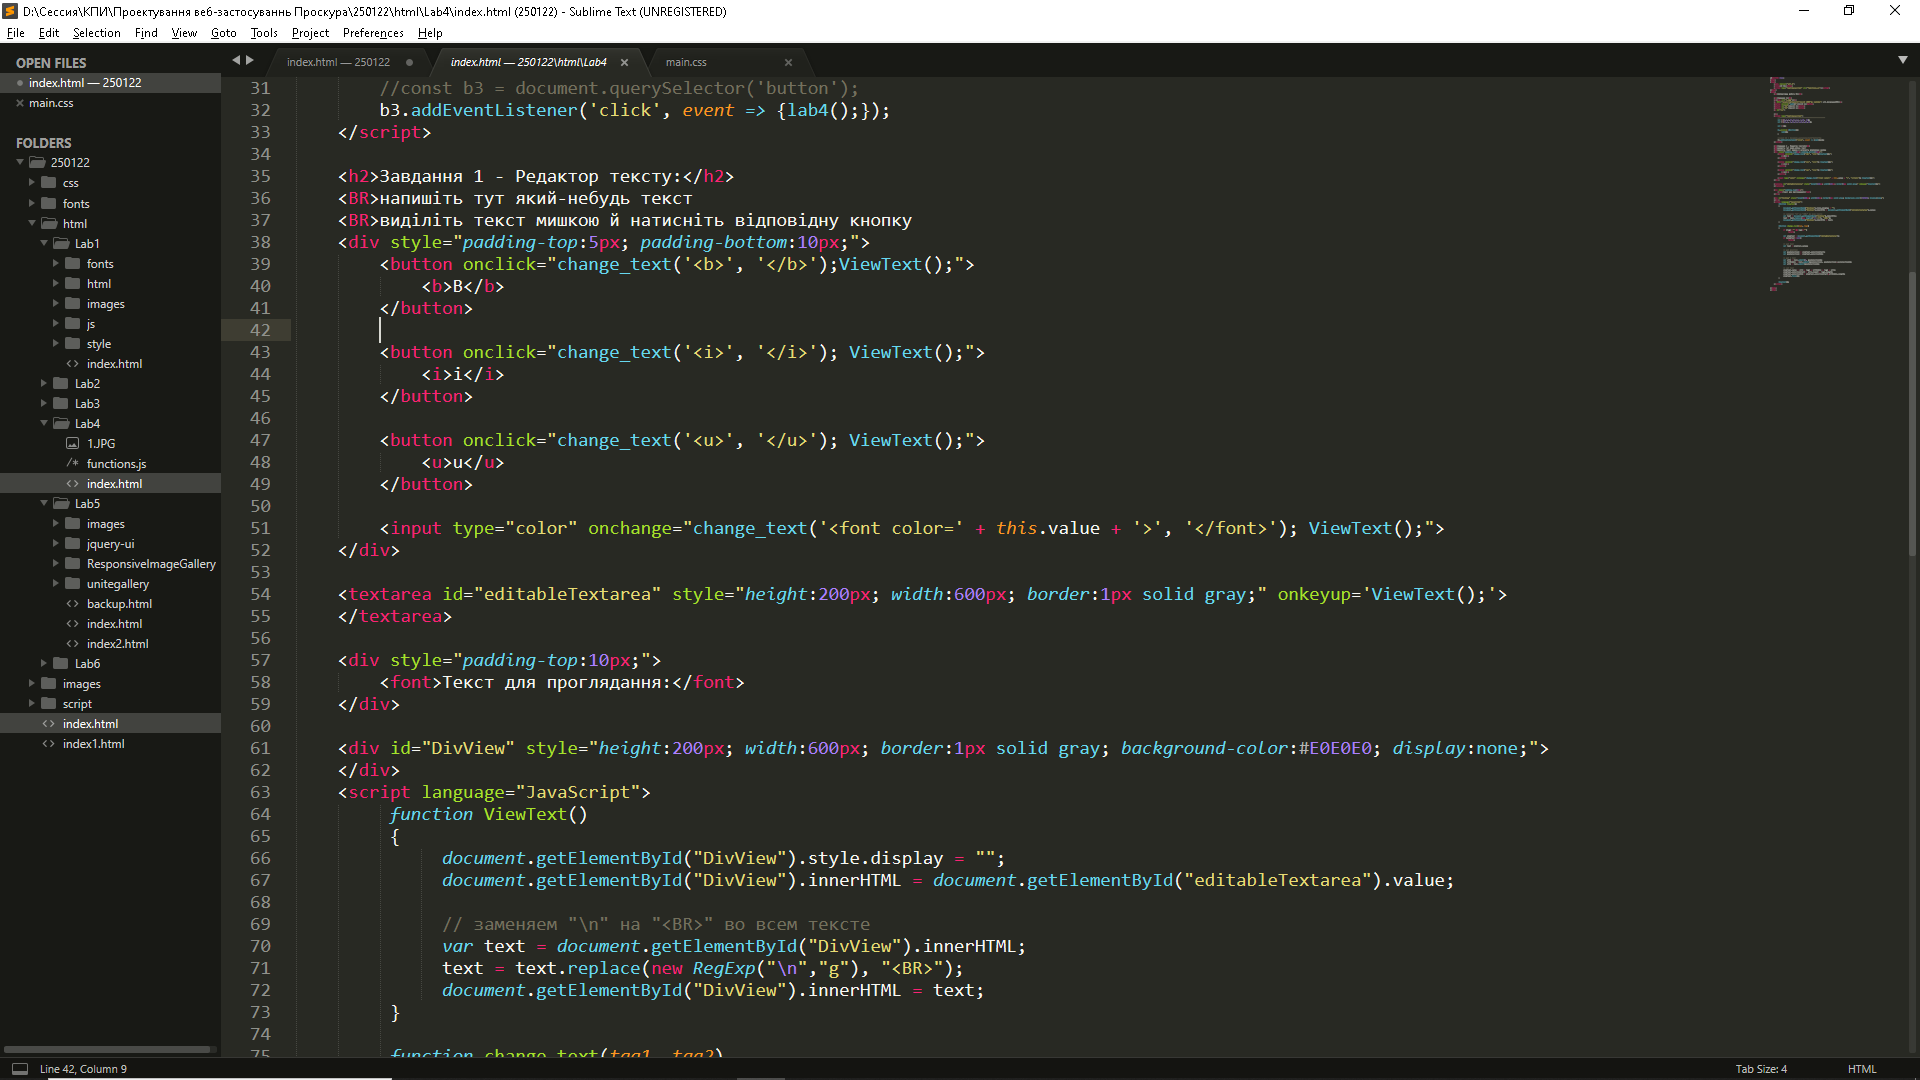 D:\Сессия\КПИ\Проектування веб-застосуваннь Проскура\250122\html\Lab4\index.html (250122) - Sublime Text (UNREGISTERED)
File Edit Selection Find View Goto Tools Project Preferences Help
OPEN FILES
index.html — 250122
main.css
FOLDERS
250122
css
fonts
html
Lab1
fonts
html
images
js
style
index.html
Lab2
Lab3
Lab4
1.JPG
functions.js
index.html
Lab5
images
jquery-ui
ResponsiveImageGallery
unitegallery
backup.html
index.html
index2.html
Lab6
images
script
index.html
index1.html
index.html — 250122
index.html — 250122\html\Lab4
main.css
31 //const b3 = document.querySelector('button');
32 b3.addEventListener('click', event => {lab4();});
33 </script>
34
35 <h2>Завдання 1 - Редактор тексту:</h2>
36 <BR>напишіть тут який-небудь текст
37 <BR>виділіть текст мишкою й натисніть відповідну кнопку
38 <div style="padding-top:5px; padding-bottom:10px;">
39 <button onclick="change_text('<b>', '</b>');ViewText();">
40 <b>B</b>
41 </button>
42
43 <button onclick="change_text('<i>', '</i>'); ViewText();">
44 <i>i</i>
45 </button>
46
47 <button onclick="change_text('<u>', '</u>'); ViewText();">
48 <u>u</u>
49 </button>
50
51 <input type="color" onchange="change_text('<font color=' + this.value + '>', '</font>'); ViewText();">
52 </div>
53
54 <textarea id="editableTextarea" style="height:200px; width:600px; border:1px solid gray;" onkeyup='ViewText();'>
55 </textarea>
56
57 <div style="padding-top:10px;">
58 <font>Текст для проглядання:</font>
59 </div>
60
61 <div id="DivView" style="height:200px; width:600px; border:1px solid gray; background-color:#E0E0E0; display:none;">
62 </div>
63 <script language="JavaScript">
64 function ViewText()
65 {
66 document.getElementById("DivView").style.display = "";
67 document.getElementById("DivView").innerHTML = document.getElementById("editableTextarea").value;
68
69 // заменяем "\n" на "<BR>" во всем тексте
70 var text = document.getElementById("DivView").innerHTML;
71 text = text.replace(new RegExp("\n","g"), "<BR>");
72 document.getElementById("DivView").innerHTML = text;
73 }
74
75 function change_text(tag1, tag2)
Line 42, Column 9
Tab Size: 4
HTML